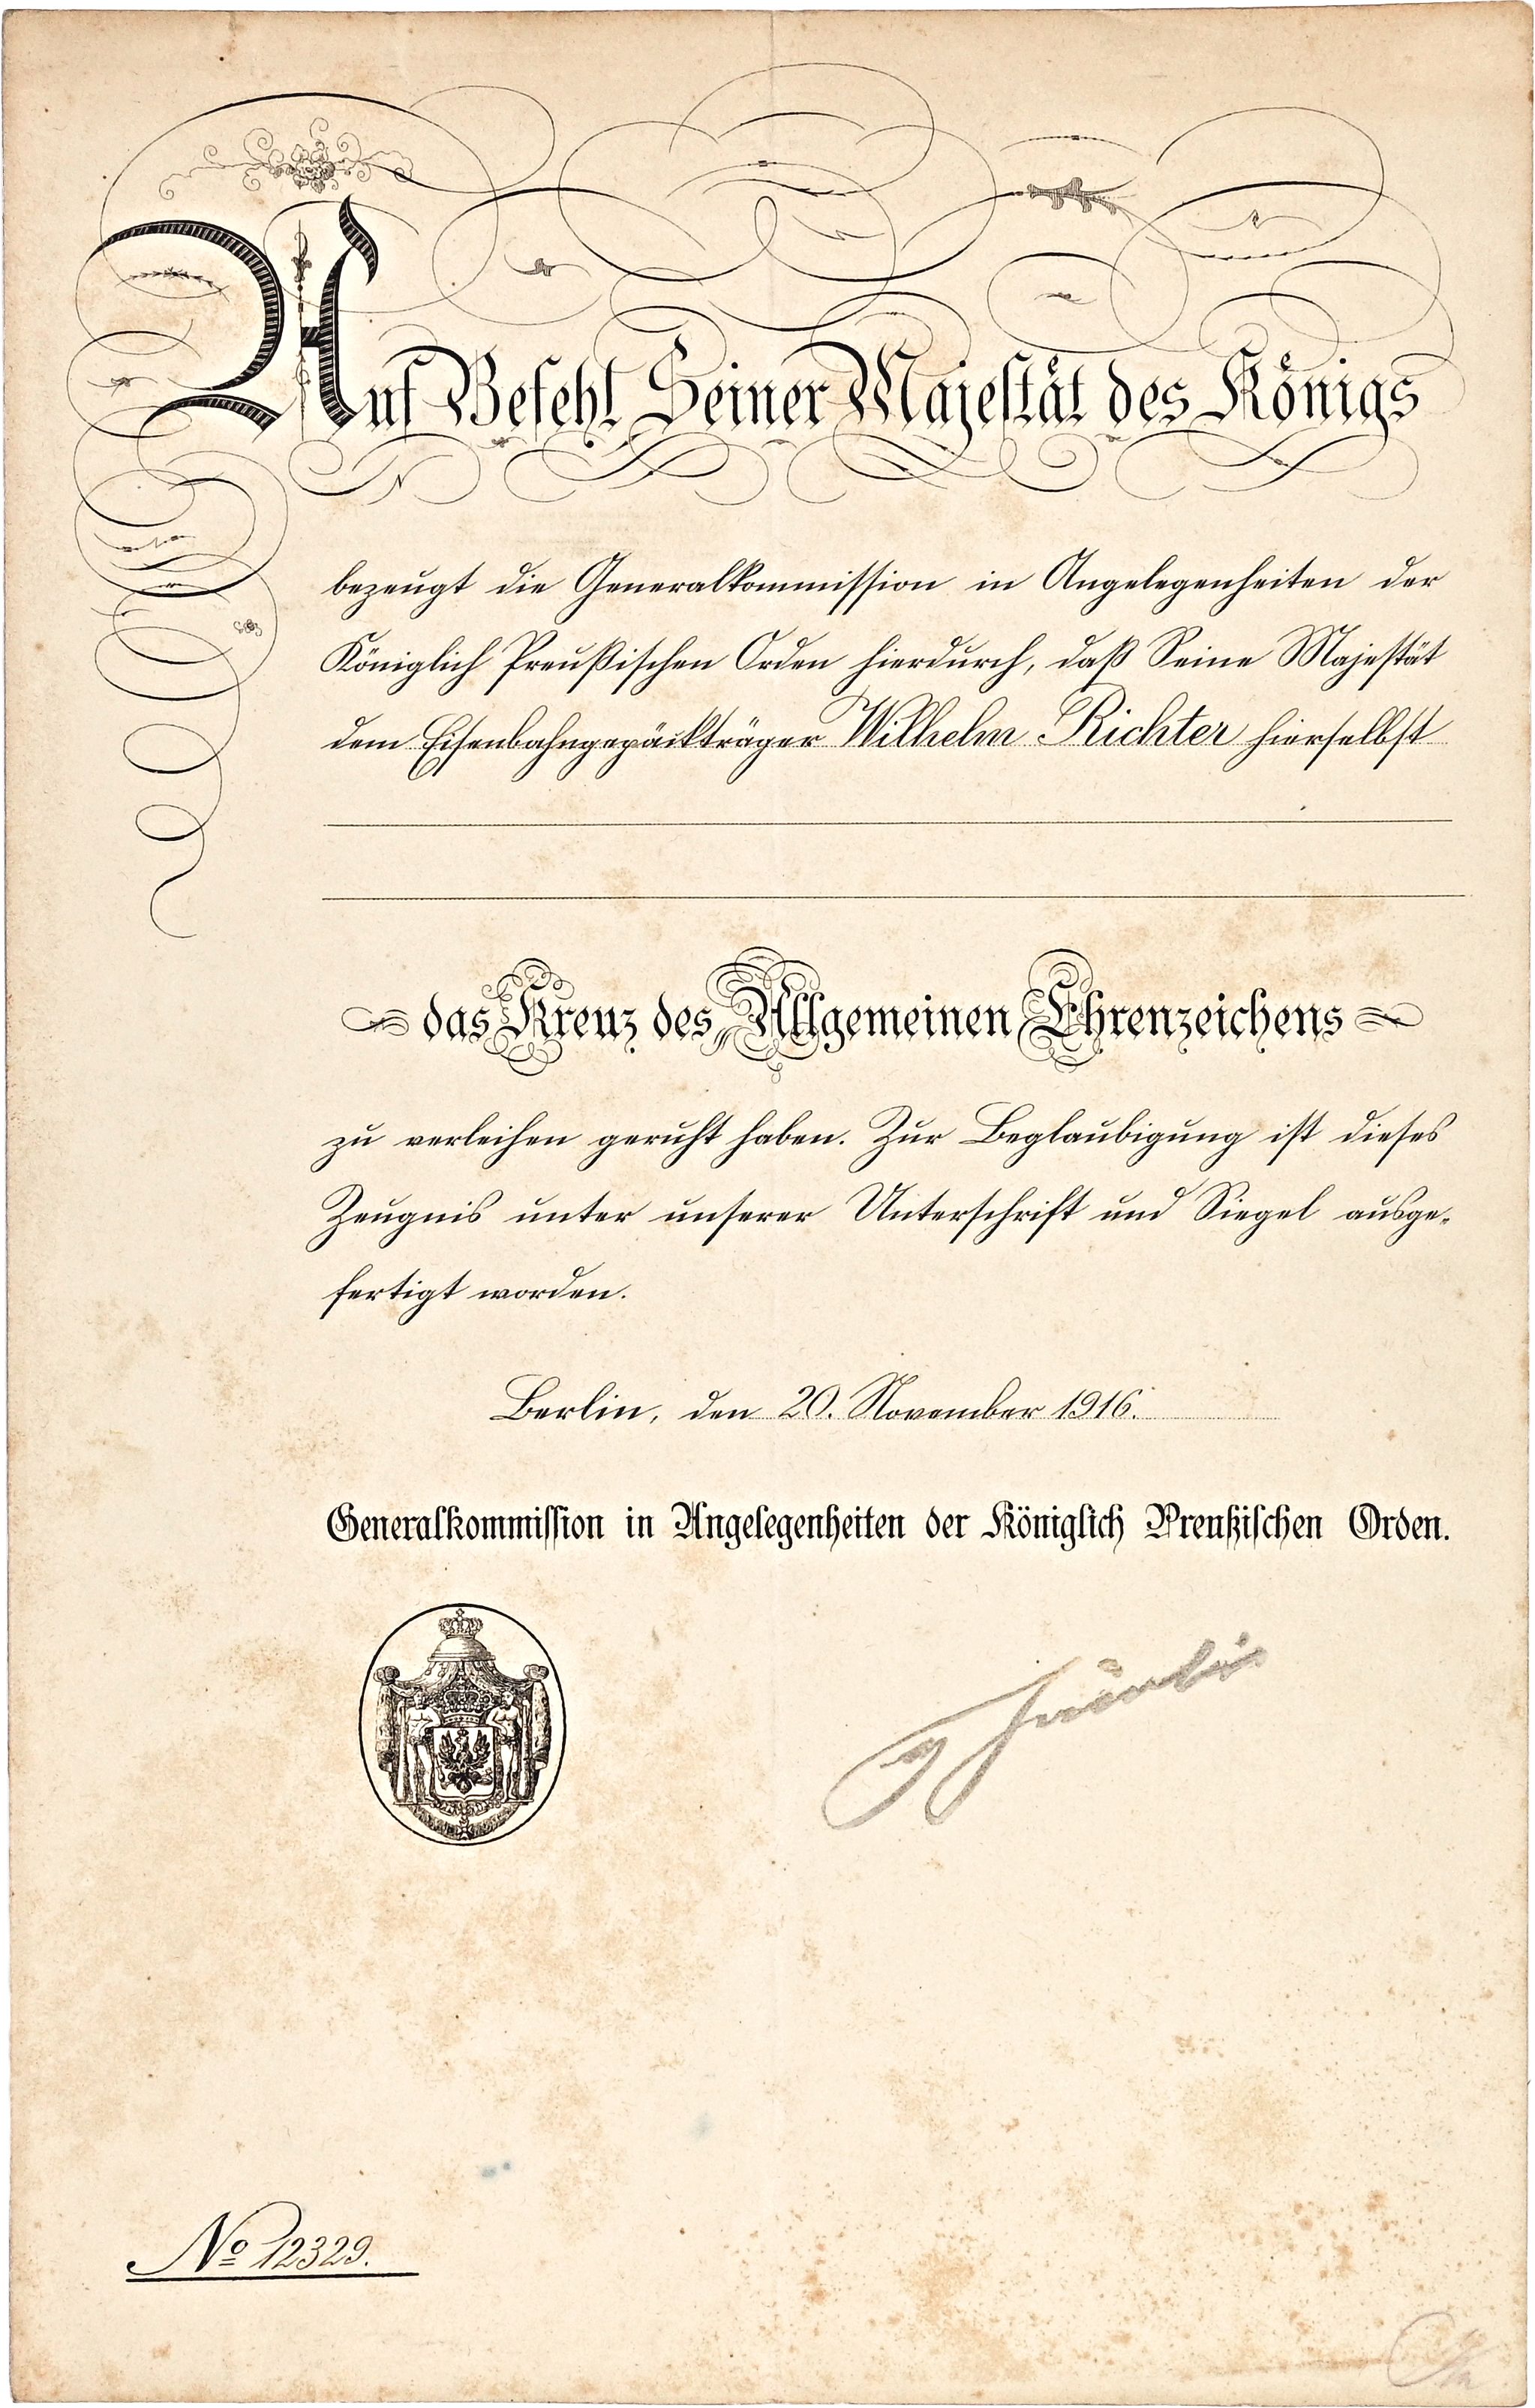 Auf Befehl Seiner Majestät des Königs
bezeugt die Generalkommission in Angelegenheiten der
Königlich Preußischen Orden hierdurch, daß Seine Majestät
dem Eisenbahngepäckträger Wilhelm Richter hierselbst
das Kreuz des Allgemeinen Ehrenzeichens
zu verleihen geruht haben. Zur Beglaubigung ist dieses
Zeugnis unter unserer Unterschrift und Siegel ausge-
fertigt worden.
Berlin, den 20. November 1916.
Generalkommission in Angelegenheiten der Königlich Preußischen Orden.
No 12329.